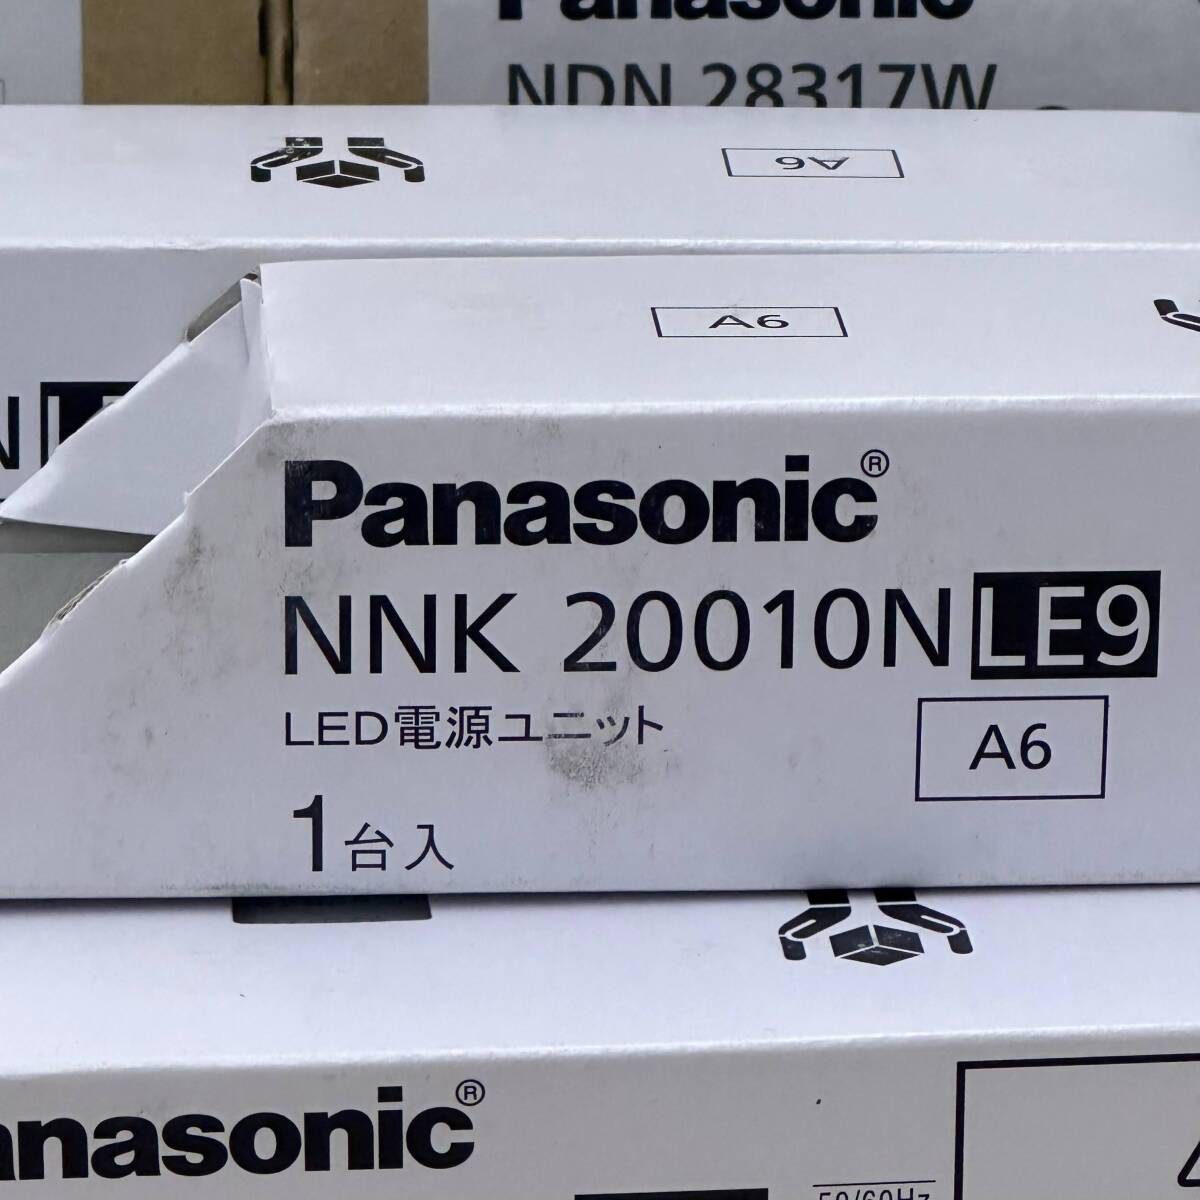 Panasonic
NDN 28317W
A6
A6
Panasonic®
NNK 20010N LE9
LED電源ユニット
A6
1台入
Panasonic®
50/60Hz